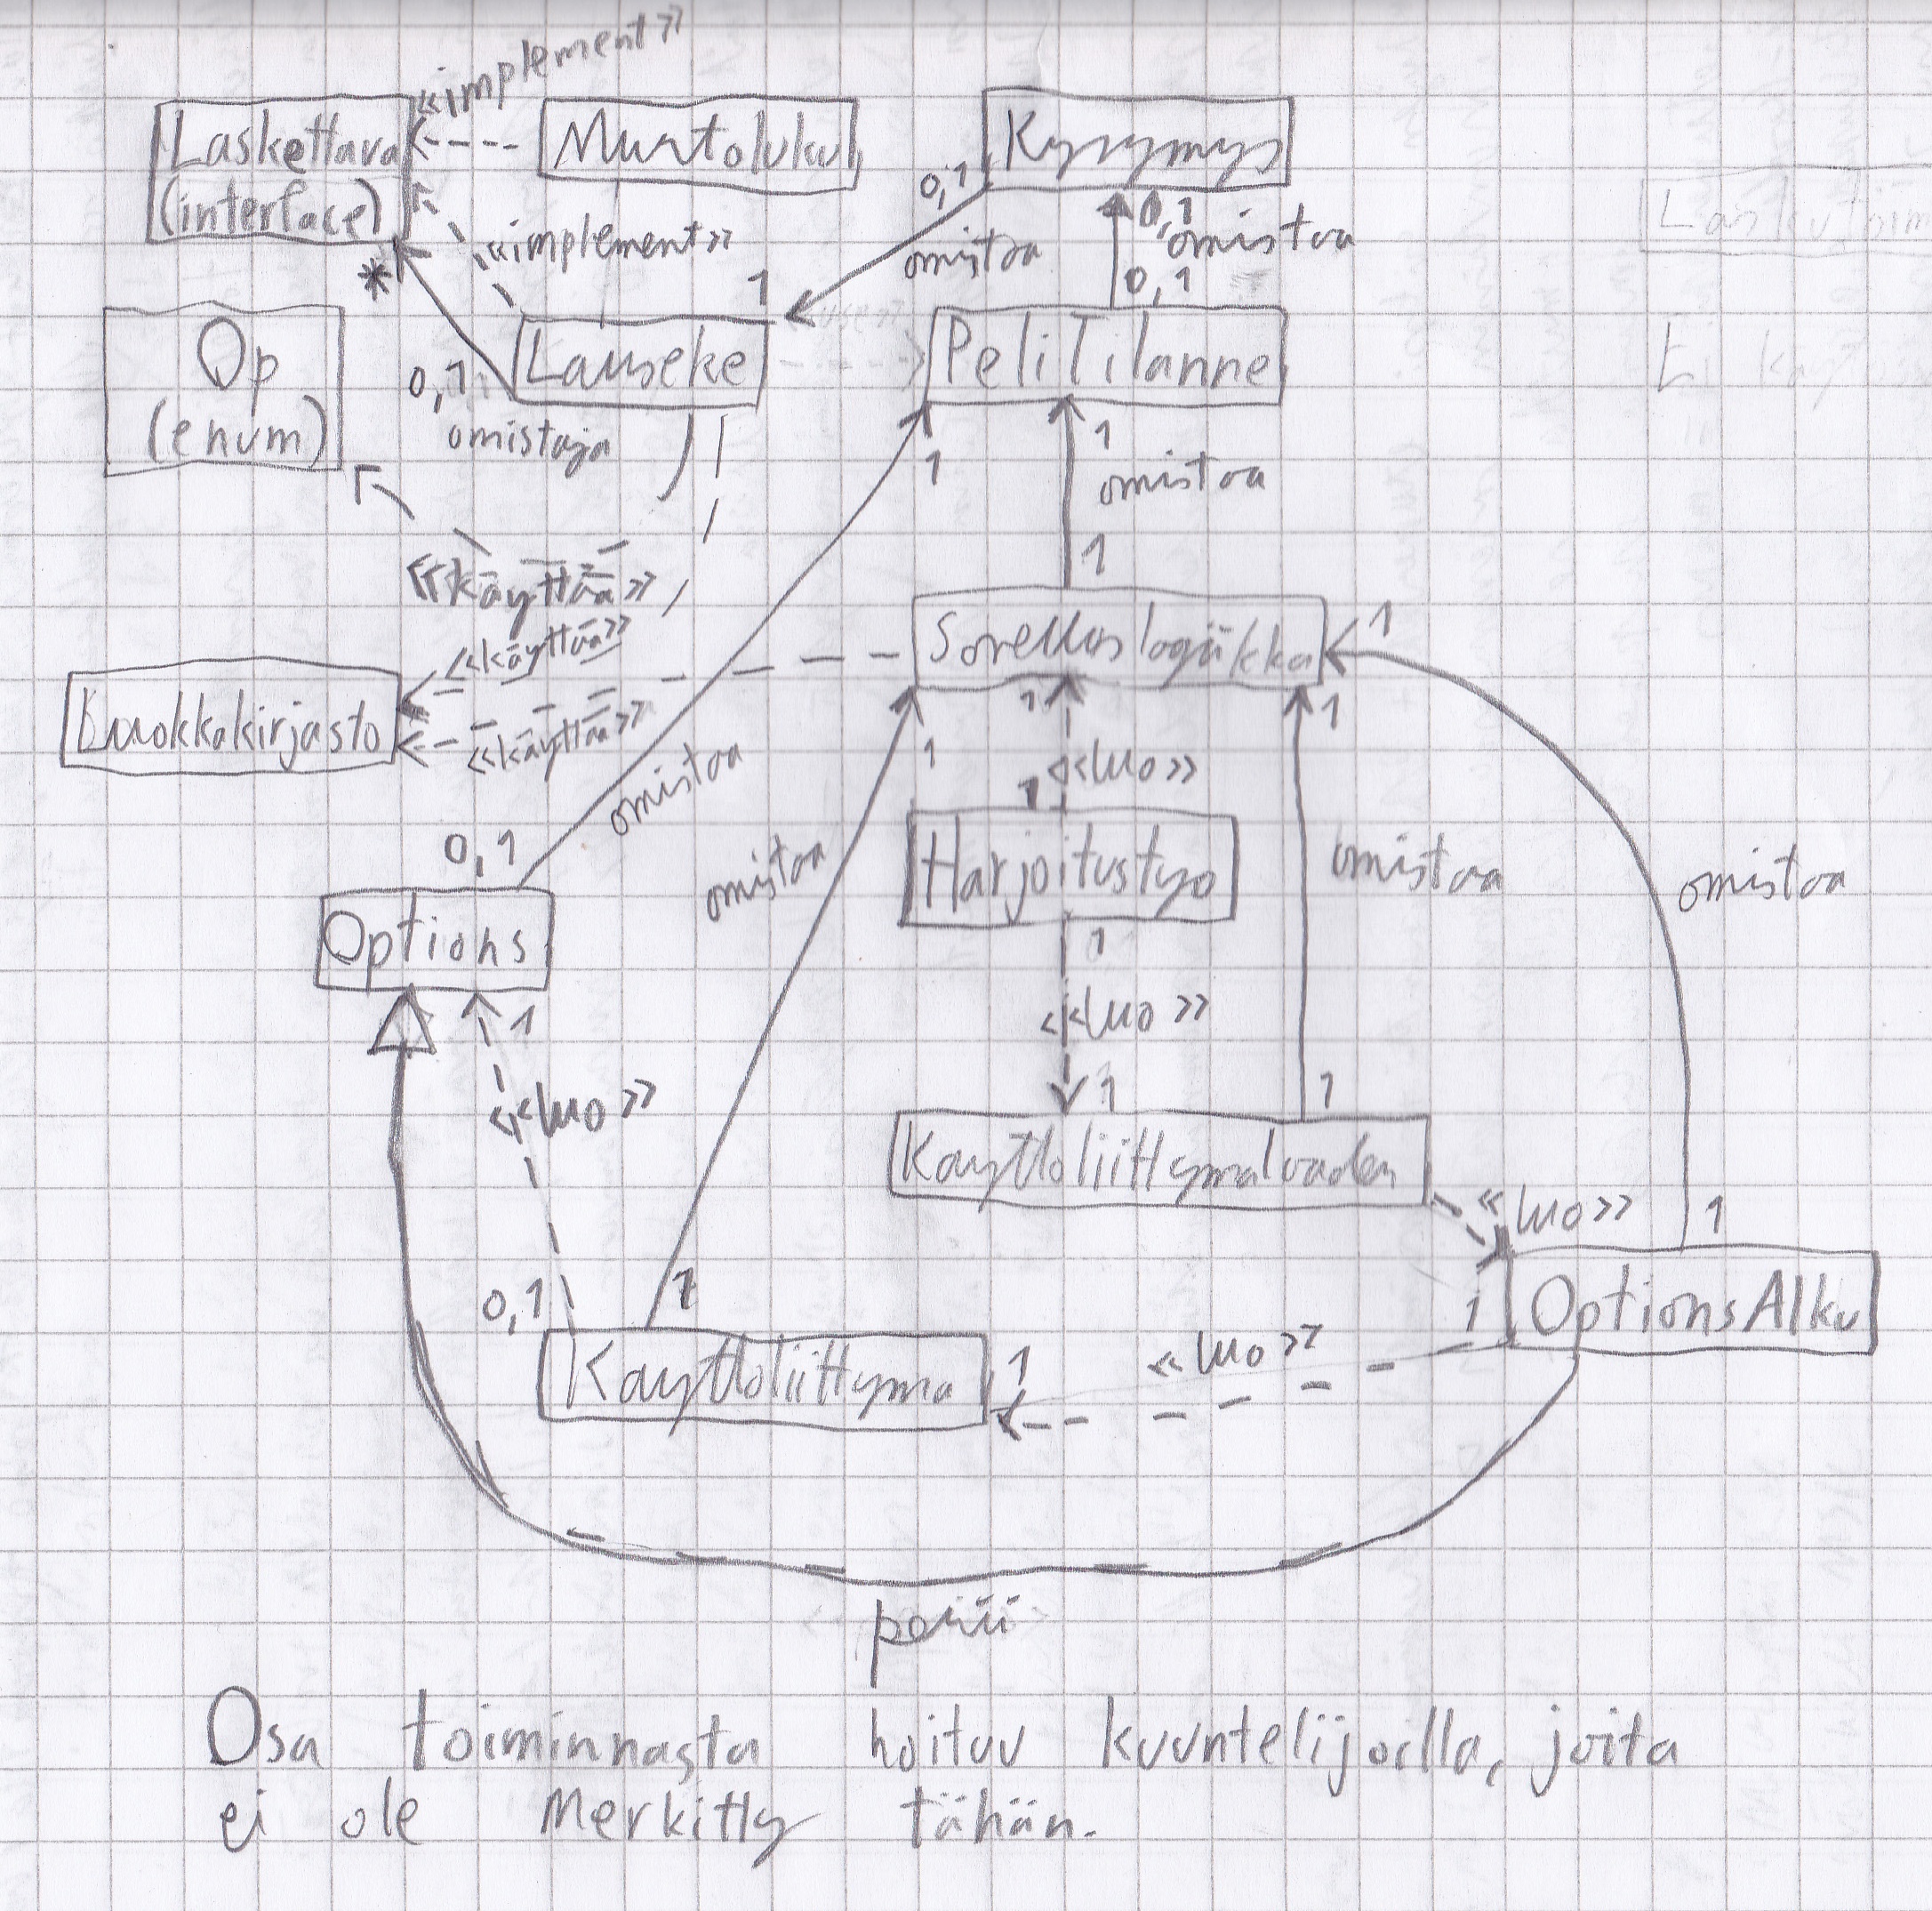 «implement»
Laskettava
(interface)
Murtoluku
Kysymys
0,1
omistaa
0,1
omistaa
0,1
«implement»
*
1
Op
(enum)
Lauseke
0,1
omistaja
PeliTilanne
1
1
omistaa
1
«käyttää»
«käyttää»
«käyttää»
Luokkakirjasto
Sovelluslogiikka
1
1
1
1
«luo»
1
omistaa
omistaa
0,1
Options
Harjoitustyo
omistaa
omistaa
1
«luo»
1
1
1
«luo»
Kayttoliittymaluoden
«luo»
1
0,1
1
Kayttoliittyma
1
«luo»
1
OptionsAlku
perii
Osa toiminnasta hoituu kuuntelijoilla, joita
ei ole merkitty tähän.